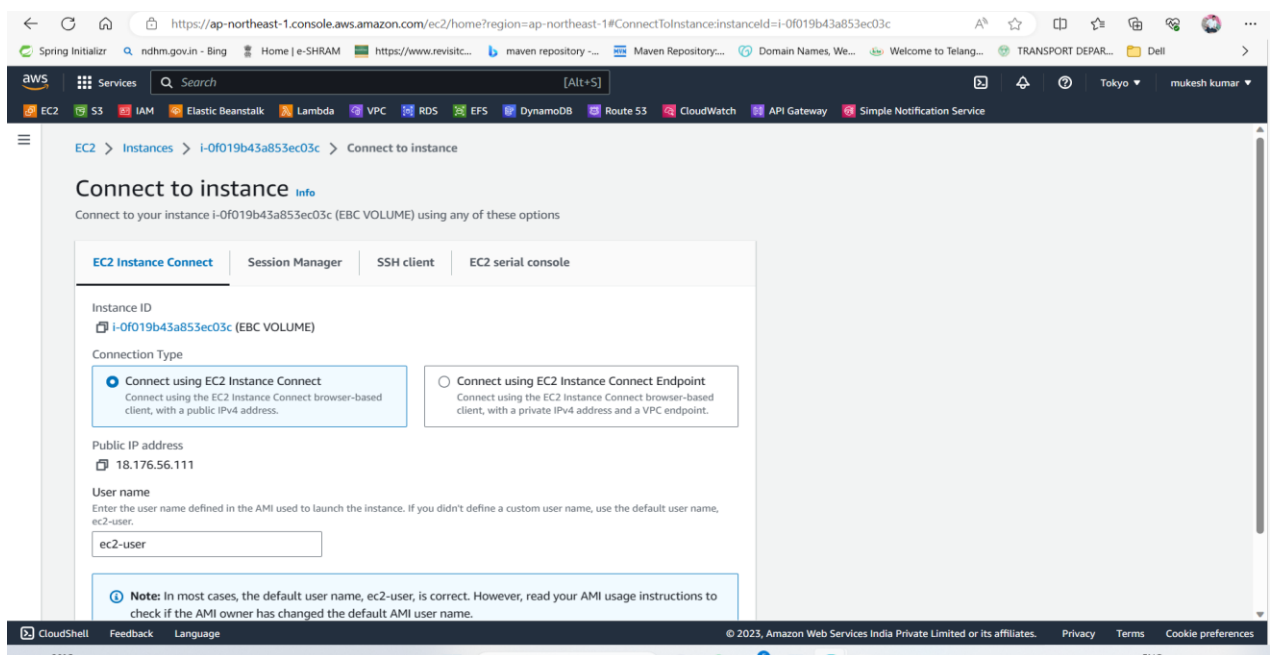 https://ap-northeast-1.console.aws.amazon.com/ec2/home?region=ap-northeast-1#ConnectToInstance:instanceId=i-0f019b43a853ec03c
Spring Initializr ndhm.gov.in - Bing Home | e-SHRAM https://www.revisitc... maven repository -... Maven Repository:... Domain Names, We... Welcome to Telang... TRANSPORT DEPAR... Dell
aws Services Search [Alt+S] Tokyo mukesh kumar
EC2 S3 IAM Elastic Beanstalk Lambda VPC RDS EFS DynamoDB Route 53 CloudWatch API Gateway Simple Notification Service
EC2 > Instances > i-0f019b43a853ec03c > Connect to instance
Connect to instance Info
Connect to your instance i-0f019b43a853ec03c (EBC VOLUME) using any of these options
EC2 Instance Connect Session Manager SSH client EC2 serial console
Instance ID
i-0f019b43a853ec03c (EBC VOLUME)
Connection Type
Connect using EC2 Instance Connect
Connect using the EC2 Instance Connect browser-based
client, with a public IPv4 address.
Connect using EC2 Instance Connect Endpoint
Connect using the EC2 Instance Connect browser-based
client, with a private IPv4 address and a VPC endpoint.
Public IP address
18.176.56.111
User name
Enter the user name defined in the AMI used to launch the instance. If you didn't define a custom user name, use the default user name,
ec2-user.
ec2-user
Note: In most cases, the default user name, ec2-user, is correct. However, read your AMI usage instructions to
check if the AMI owner has changed the default AMI user name.
CloudShell Feedback Language © 2023, Amazon Web Services India Private Limited or its affiliates. Privacy Terms Cookie preferences